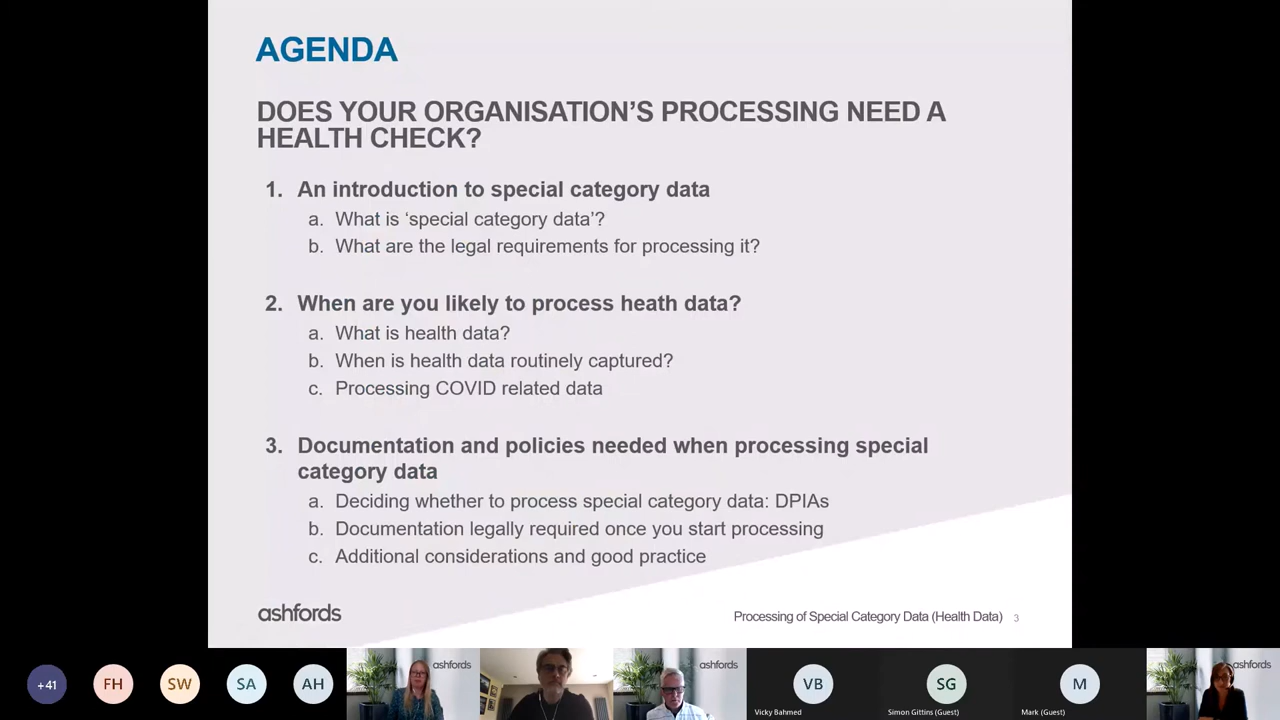 AGENDA
DOES YOUR ORGANISATION’S PROCESSING NEED A
HEALTH CHECK?
1. An introduction to special category data
a. What is ‘special category data’?
b. What are the legal requirements for processing it?
2. When are you likely to process heath data?
a. What is health data?
b. When is health data routinely captured?
c. Processing COVID related data
3. Documentation and policies needed when processing special
category data
a. Deciding whether to process special category data: DPIAs
b. Documentation legally required once you start processing
c. Additional considerations and good practice
ashfords
Processing of Special Category Data (Health Data) 3
+41
FH
SW
SA
AH
ashfords
ashfords
VB
Vicky Bahmed
SG
Simon Gittins (Guest)
M
Mark (Guest)
ashfords